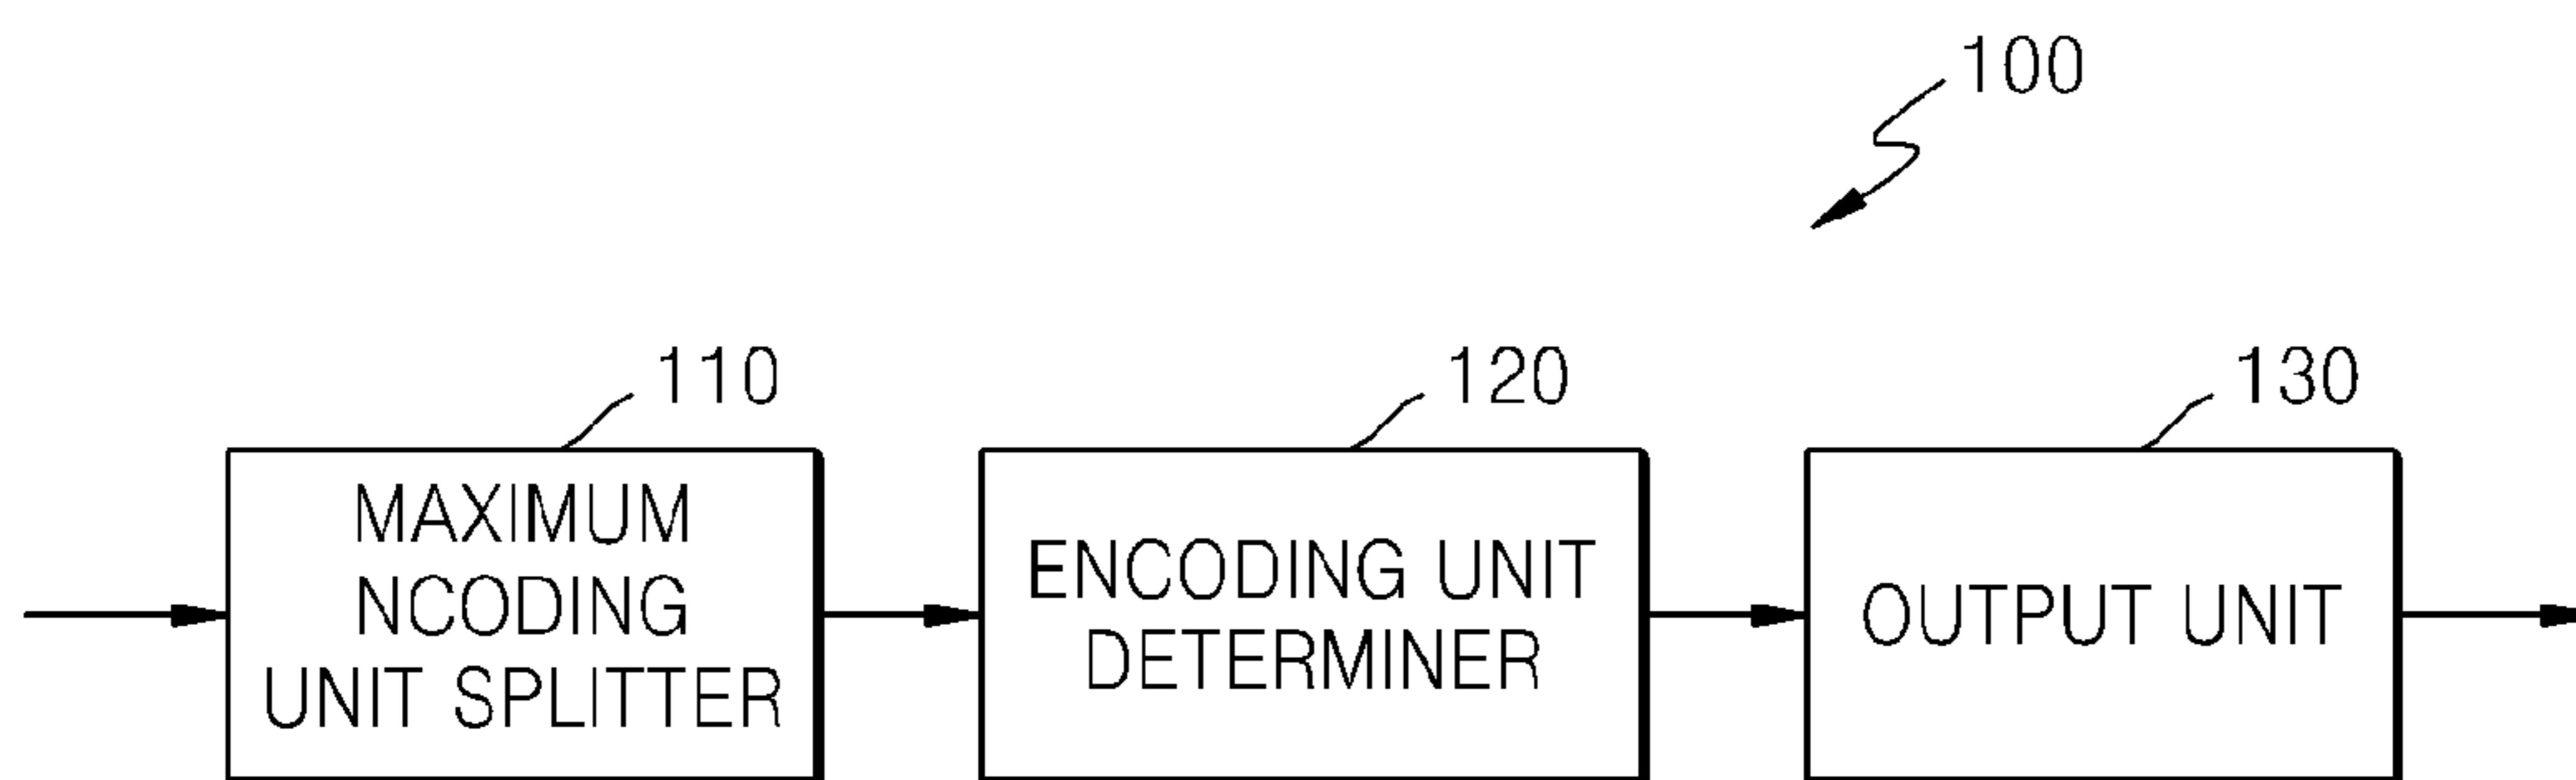 100
110
120
130
MAXIMUM
NCODING
UNIT SPLITTER
ENCODING UNIT
DETERMINER
OUTPUT UNIT